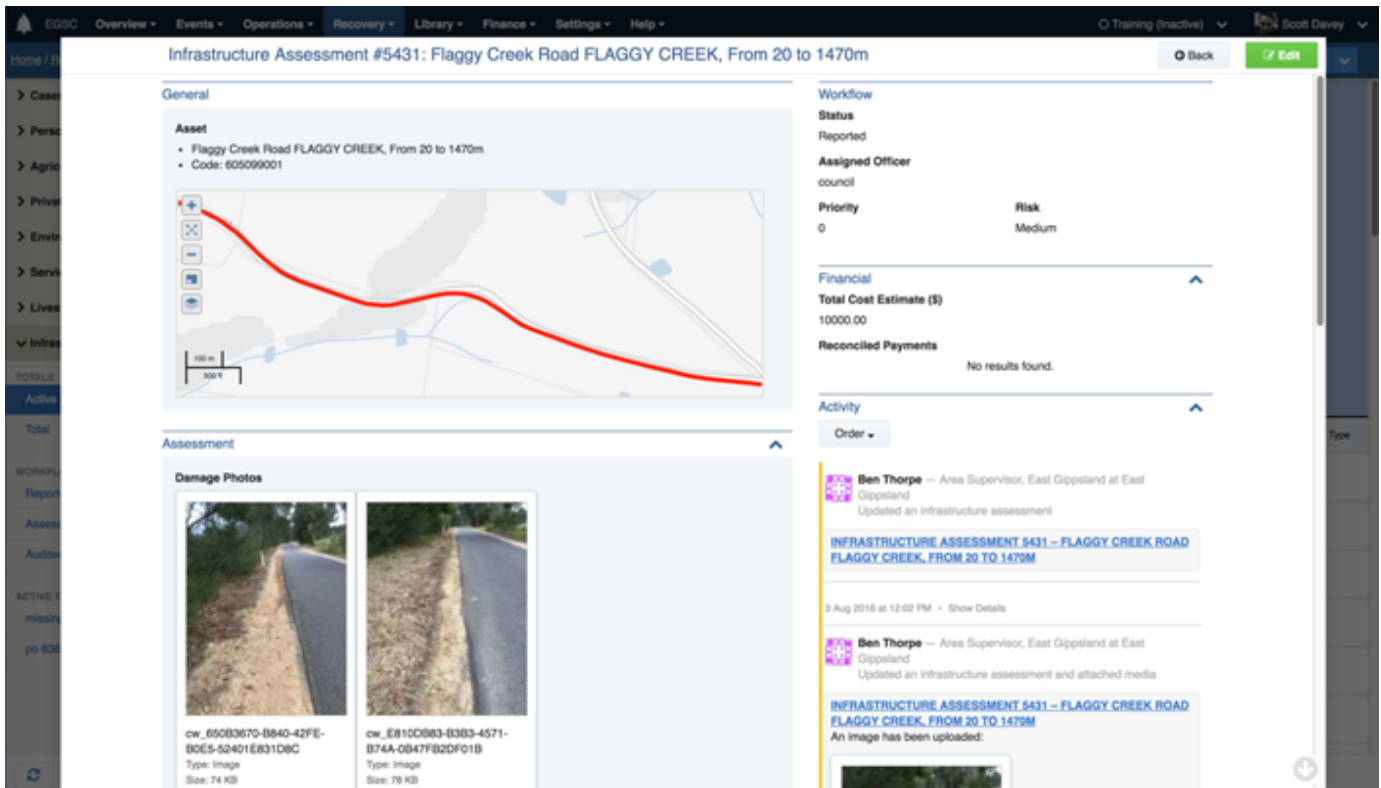 EGSC Overview Events Operations Recovery Library Finance Settings Help Training (Inactive) Scott Davey
Infrastructure Assessment #5431: Flaggy Creek Road FLAGGY CREEK, From 20 to 1470m
Back
Edit
Home /
TOTALS
Active
Total
missing
po 836
Type
General
Asset
• Flaggy Creek Road FLAGGY CREEK, From 20 to 1470m
• Code: 605099001
100 m
500 ft
Assessment
Damage Photos
cw_650B3670-B840-42FE-
B0E5-52401E831D8C
Type: Image
Size: 74 KB
cw_E810DB83-B3B3-4571-
B74A-0B47FB2DF01B
Type: Image
Size: 78 KB
Workflow
Status
Reported
Assigned Officer
council
Priority Risk
0 Medium
Financial
Total Cost Estimate ($)
10000.00
Reconciled Payments
No results found.
Activity
Order
Ben Thorpe — Area Supervisor, East Gippsland at East
Gippsland
Updated an infrastructure assessment
INFRASTRUCTURE ASSESSMENT 5431 – FLAGGY CREEK ROAD
FLAGGY CREEK, FROM 20 TO 1470M
3 Aug 2016 at 12:02 PM • Show Details
Ben Thorpe — Area Supervisor, East Gippsland at East
Gippsland
Updated an infrastructure assessment and attached media
INFRASTRUCTURE ASSESSMENT 5431 – FLAGGY CREEK ROAD
FLAGGY CREEK, FROM 20 TO 1470M
An image has been uploaded: